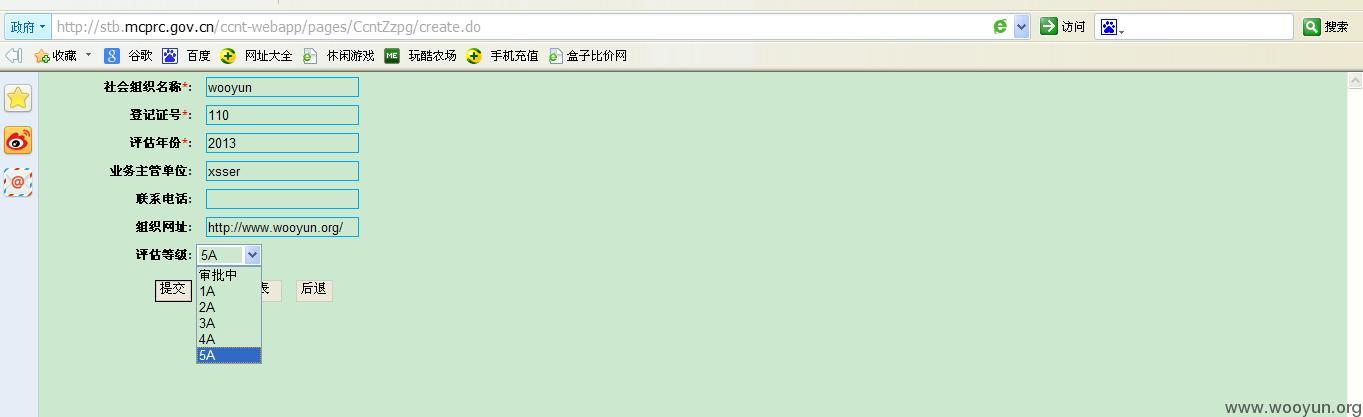 政府 http://stb.mcprc.gov.cn/ccnt-webapp/pages/CcntZzpg/create.do 访问 搜索
收藏 谷歌 百度 网址大全 休闲游戏 ME 玩酷农场 手机充值 盒子比价网
社会组织名称*: wooyun
登记证号*: 110
评估年份*: 2013
业务主管单位: xsser
联系电话:
组织网址: http://www.wooyun.org/
评估等级: 5A
审批中
提交 表 后退
1A
2A
3A
4A
5A
www.wooyun.org